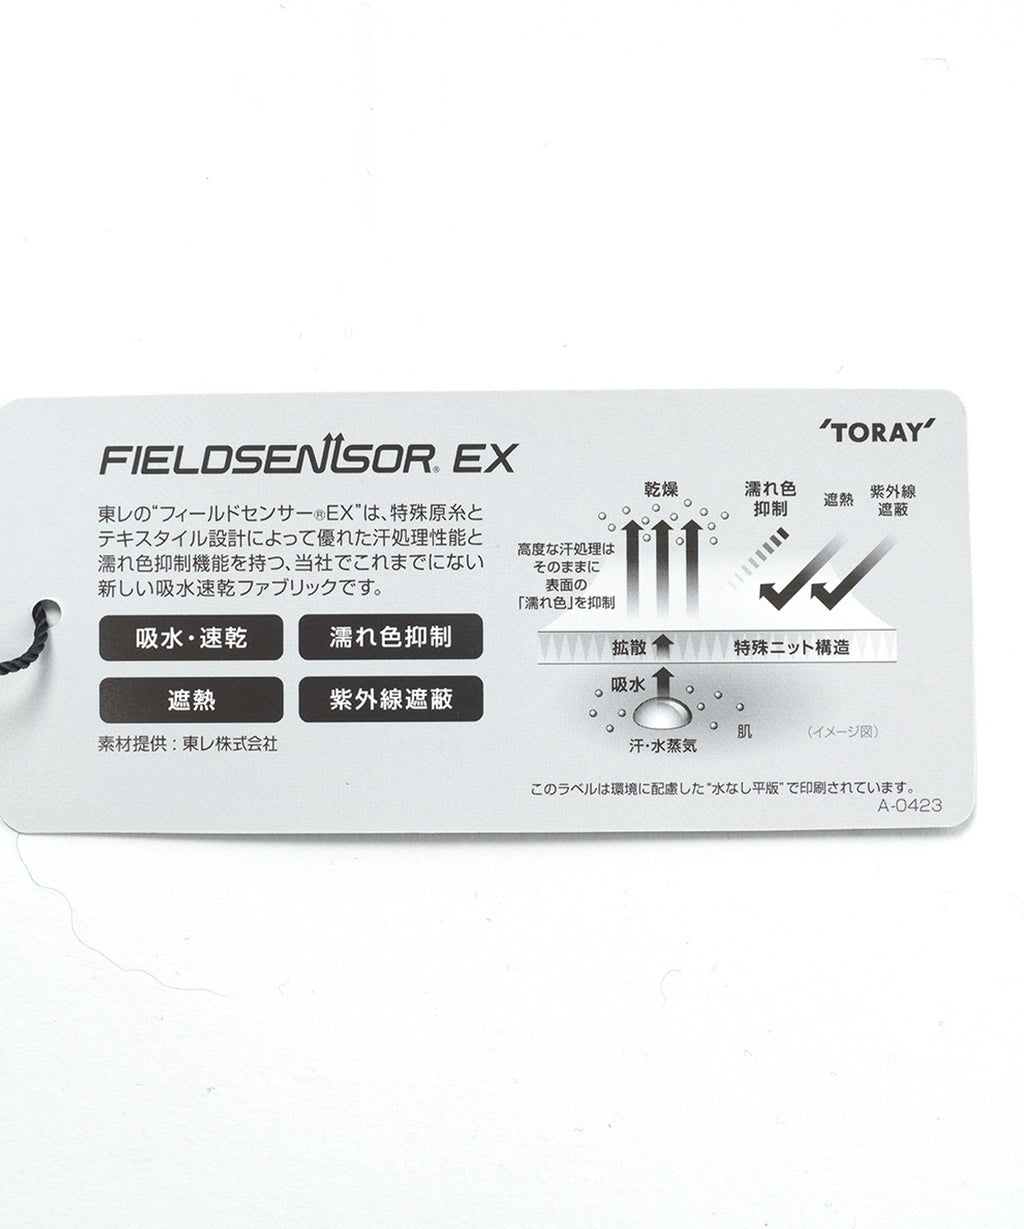 FIELDSENSOR® EX
東レの"フィールドセンサー®EX"は、特殊原糸と
テキスタイル設計によって優れた汗処理性能と
濡れ色抑制機能を持つ、当社でこれまでにない
新しい吸水速乾ファブリックです。
吸水・速乾
濡れ色抑制
遮熱
紫外線遮蔽
素材提供：東レ株式会社
'TORAY'
乾燥
濡れ色
抑制
遮熱
紫外線
遮蔽
高度な汗処理は
そのままに
表面の
「濡れ色」を抑制
拡散
特殊ニット構造
吸水
肌
(イメージ図)
汗・水蒸気
このラベルは環境に配慮した"水なし平版"で印刷されています。
A-0423